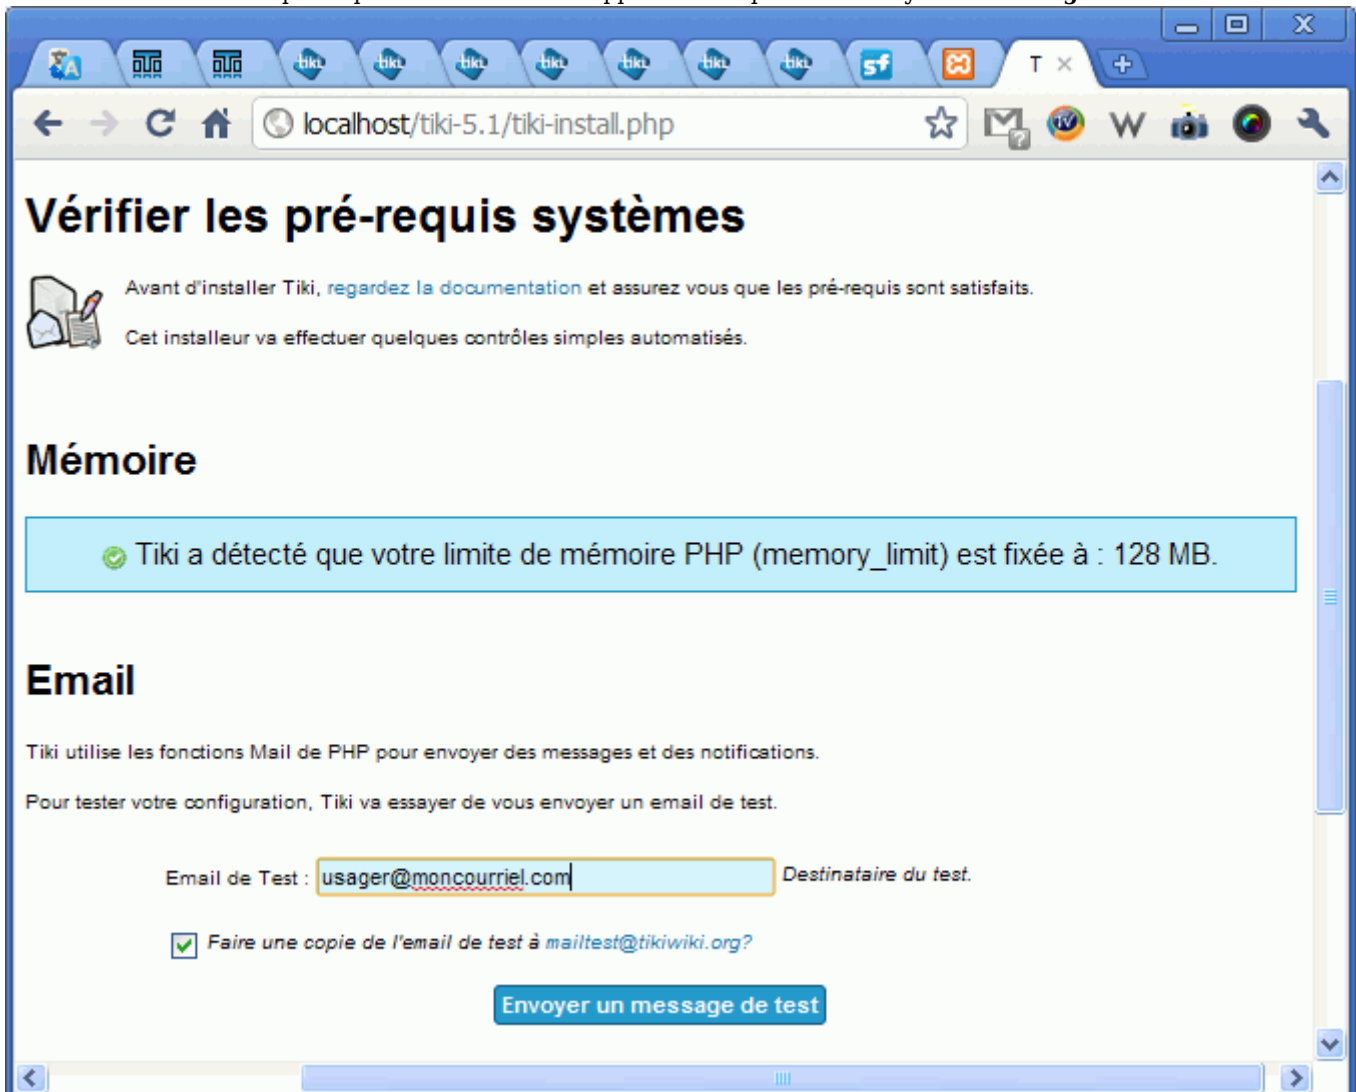 T
localhost/tiki-5.1/tiki-install.php
Vérifier les pré-requis systèmes
Avant d'installer Tiki, regardez la documentation et assurez vous que les pré-requis sont satisfaits.
Cet installeur va effectuer quelques contrôles simples automatisés.
Mémoire
Tiki a détecté que votre limite de mémoire PHP (memory_limit) est fixée à : 128 MB.
Email
Tiki utilise les fonctions Mail de PHP pour envoyer des messages et des notifications.
Pour tester votre configuration, Tiki va essayer de vous envoyer un email de test.
Email de Test : usager@moncourriel.com Destinataire du test.
Faire une copie de l'email de test à mailtest@tikiwiki.org?
Envoyer un message de test